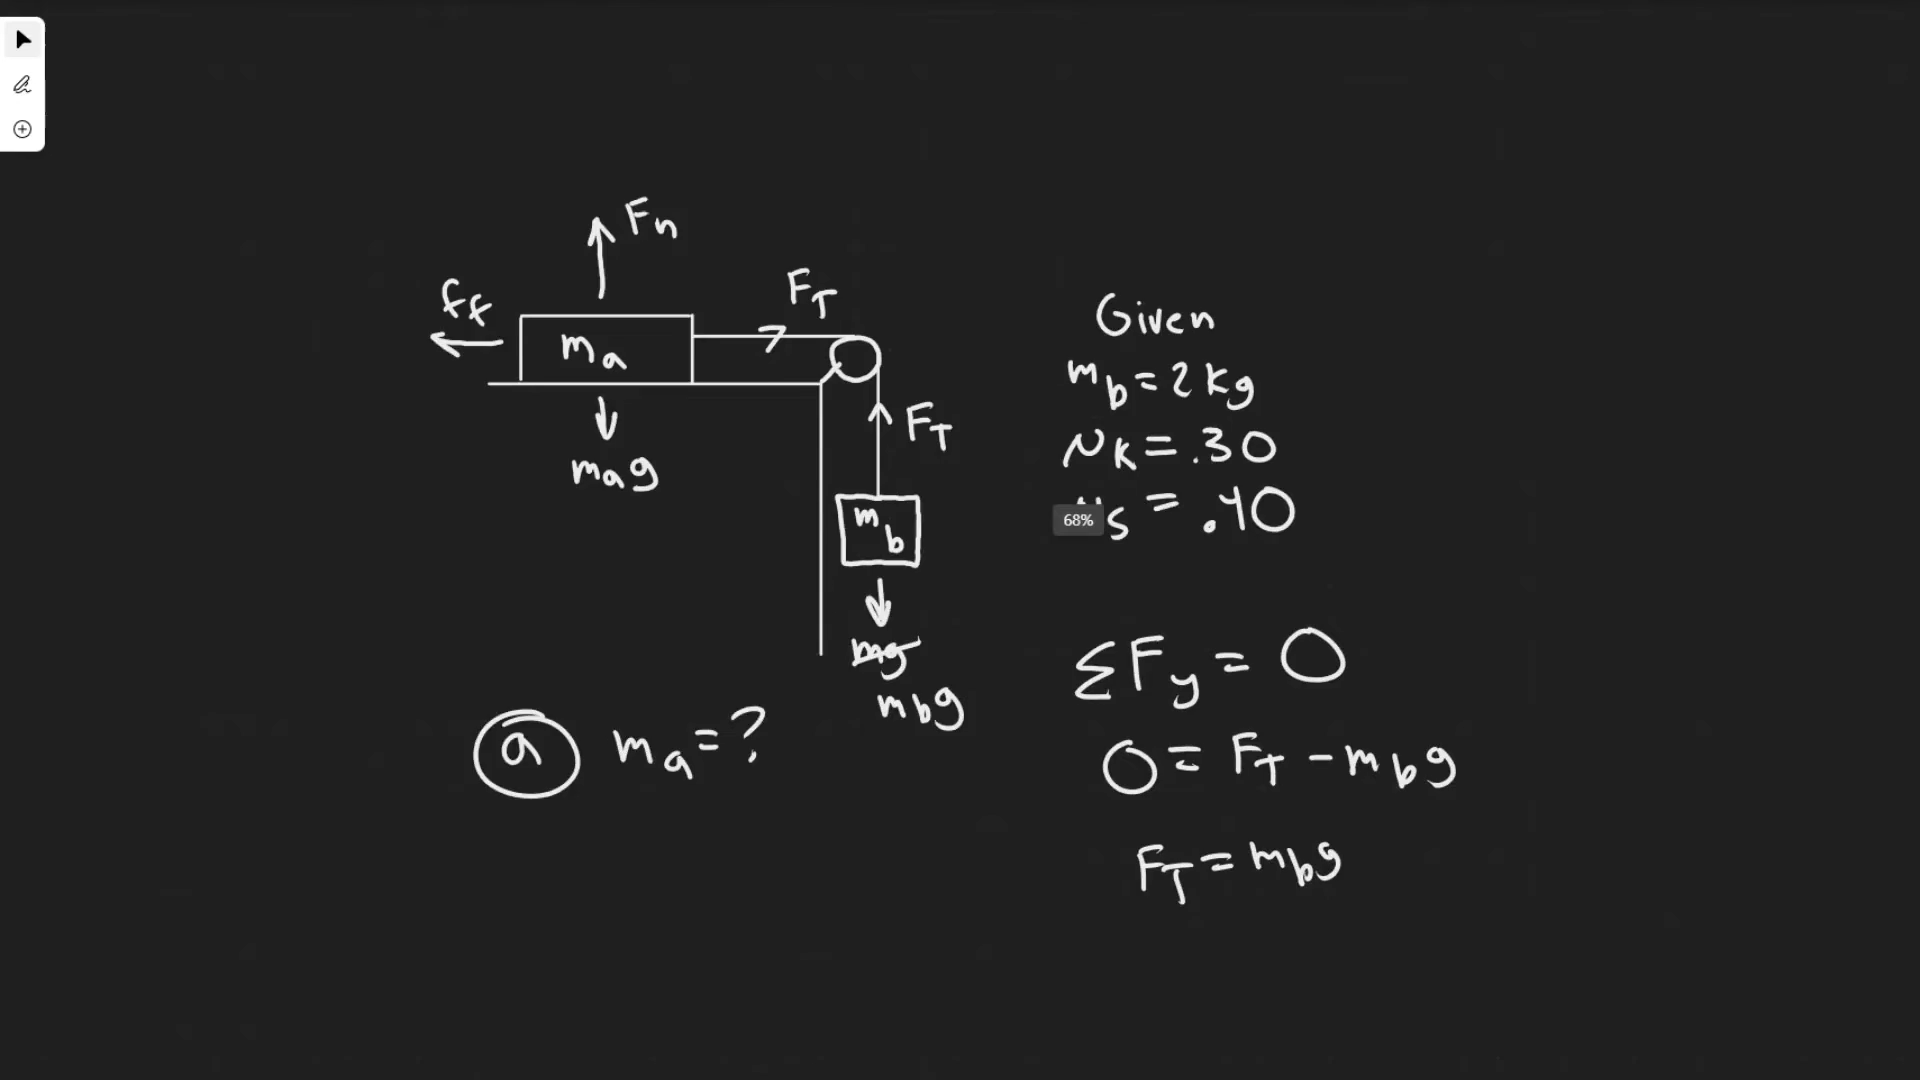 Fn
ff
FT
ma
mag
FT
mb
mg
mbg
Given
mb = 2kg
μk = .30
s = .40
68%
ΣFy = 0
0 = FT - mbg
FT = mbg
a ma = ?